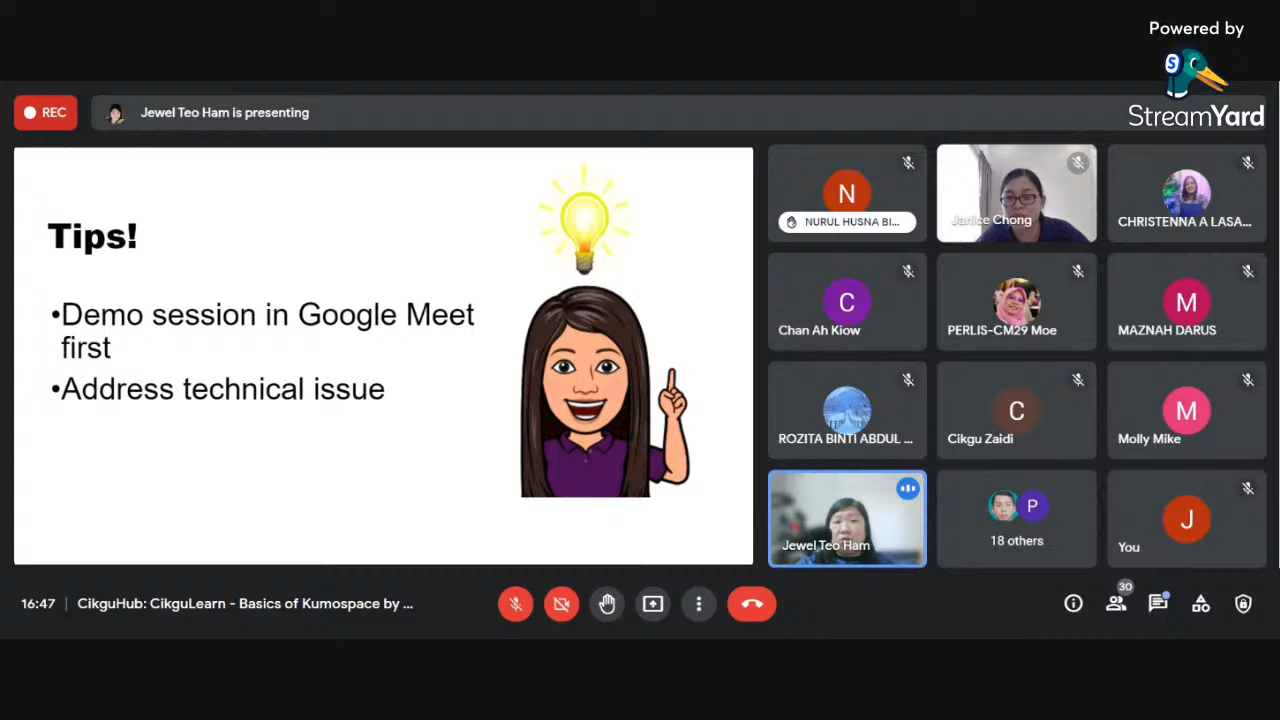 Powered by
S
StreamYard
REC
Jewel Teo Ham is presenting
Tips!
•Demo session in Google Meet
first
•Address technical issue
N
NURUL HUSNA BI...
Janice Chong
CHRISTENNA A LASA...
C
Chan Ah Kiow
PERLIS-CM29 Moe
M
MAZNAH DARUS
ROZITA BINTI ABDUL ...
C
Cikgu Zaidi
M
Molly Mike
Jewel Teo Ham
P
18 others
J
You
16:47 | CikguHub: CikguLearn - Basics of Kumospace by ...
30